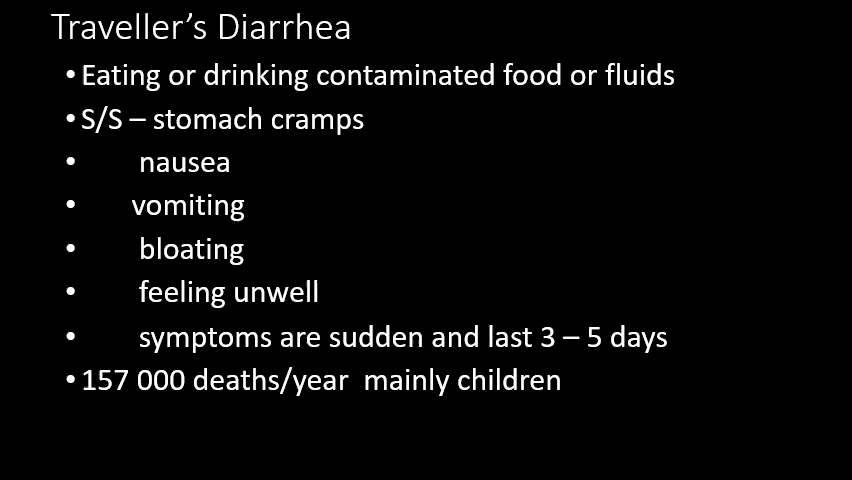 Traveller’s Diarrhea
• Eating or drinking contaminated food or fluids
• S/S – stomach cramps
• nausea
• vomiting
• bloating
• feeling unwell
• symptoms are sudden and last 3 – 5 days
• 157 000 deaths/year  mainly children